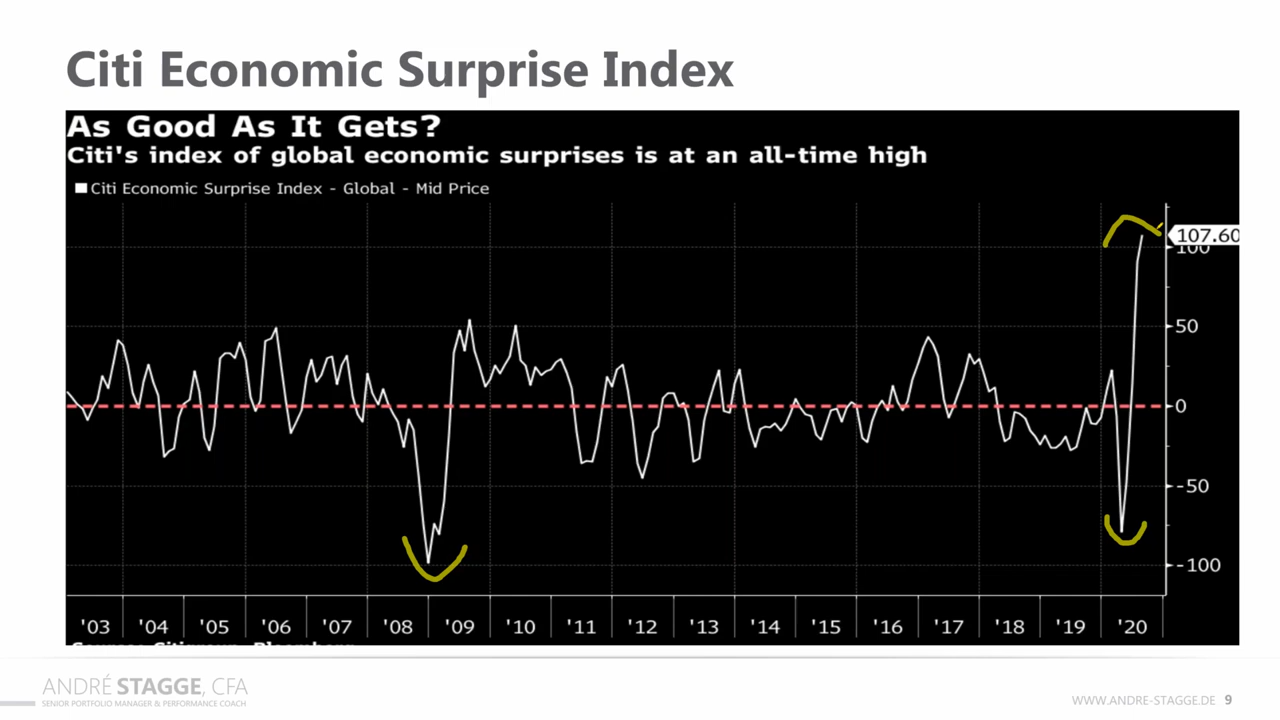 Citi Economic Surprise Index
As Good As It Gets?
Citi's index of global economic surprises is at an all-time high
Citi Economic Surprise Index - Global - Mid Price
107.60
100
50
0
-50
-100
'03 '04 '05 '06 '07 '08 '09 '10 '11 '12 '13 '14 '15 '16 '17 '18 '19 '20
Source: Citigroup, Bloomberg
ANDRÉ STAGGE, CFA
SENIOR PORTFOLIO MANAGER & PERFORMANCE COACH
WWW.ANDRE-STAGGE.DE 9